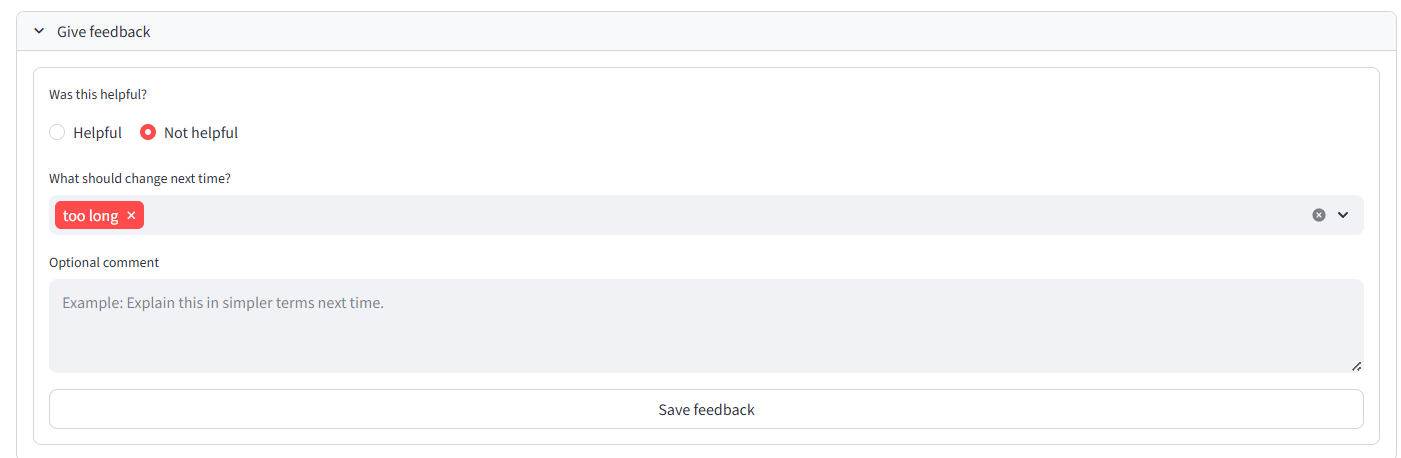 Give feedback
Was this helpful?
Helpful Not helpful
What should change next time?
too long
Optional comment
Example: Explain this in simpler terms next time.
Save feedback